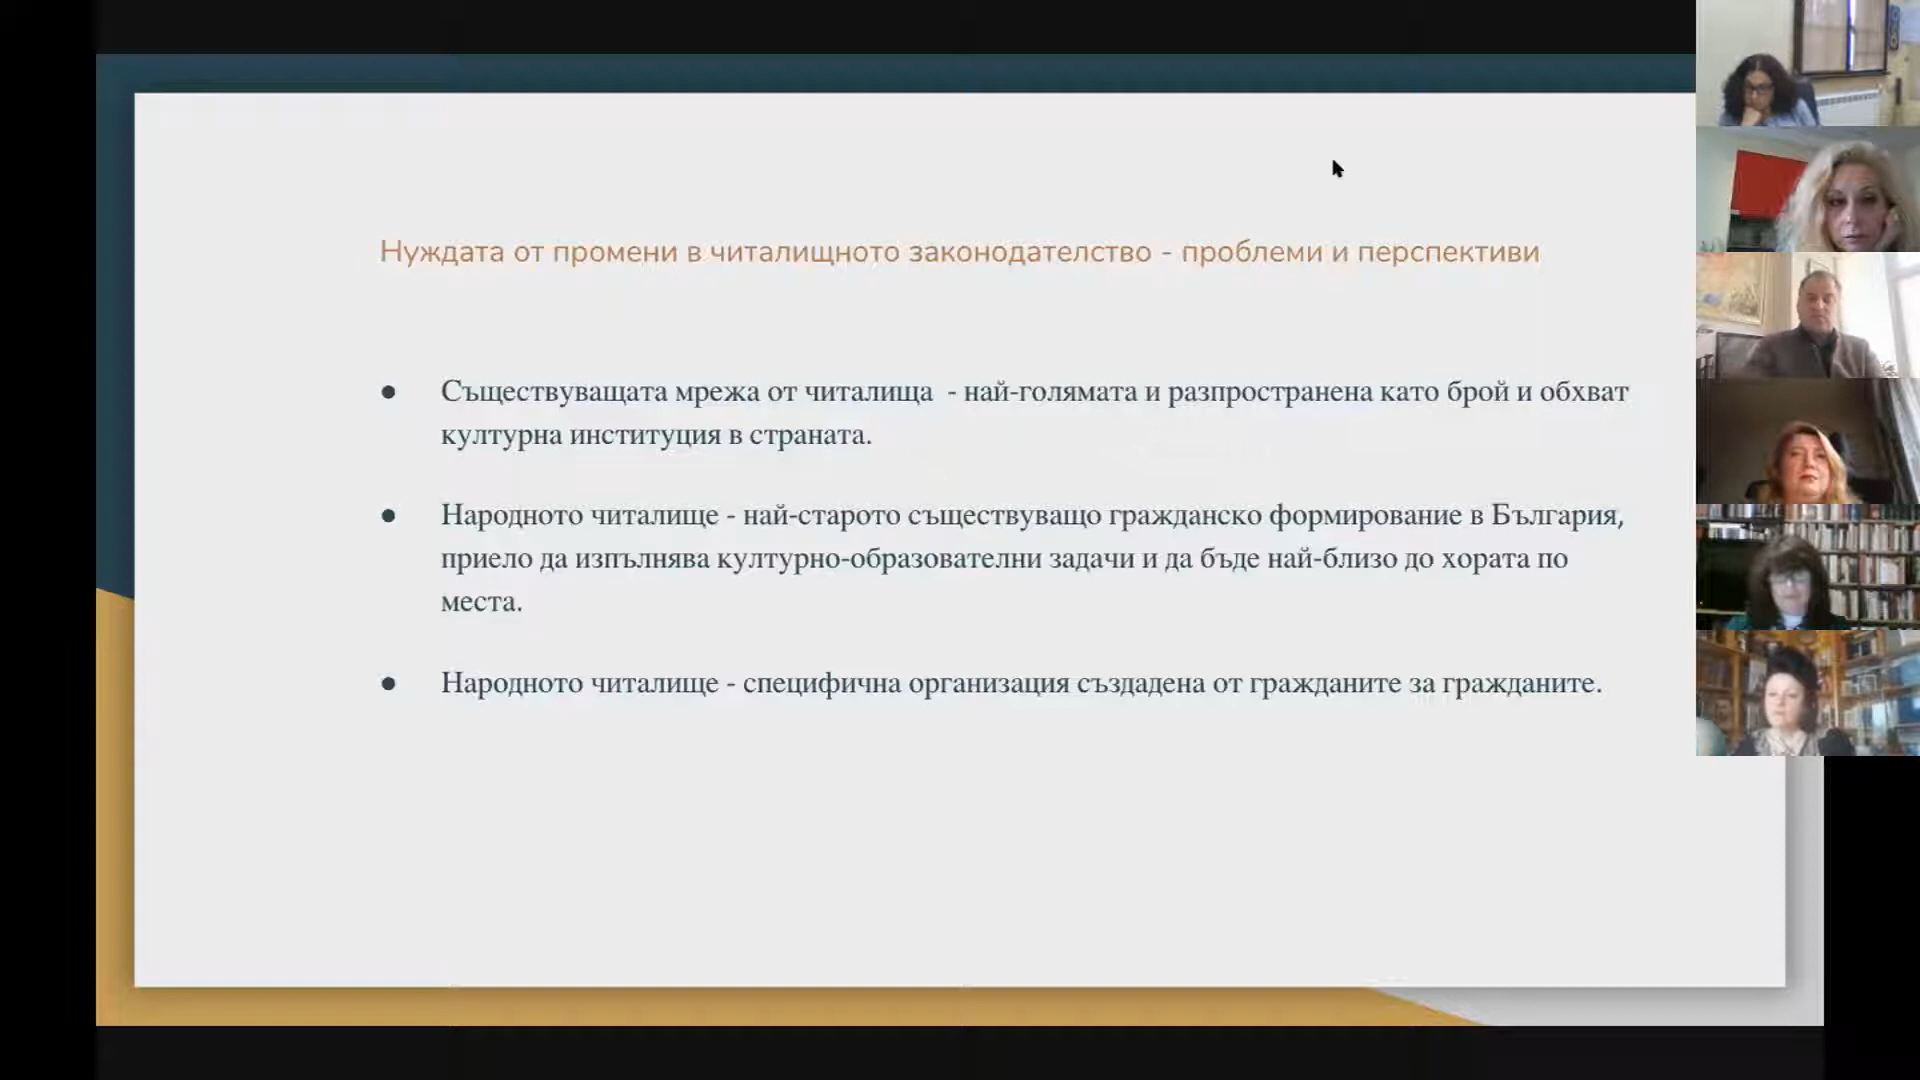 Нуждата от промени в читалищното законодателство - проблеми и перспективи
● Съществуващата мрежа от читалища - най-голямата и разпространена като брой и обхват
културна институция в страната.
● Народното читалище - най-старото съществуващо гражданско формирование в България,
приело да изпълнява културно-образователни задачи и да бъде най-близо до хората по
места.
● Народното читалище - специфична организация създадена от гражданите за гражданите.